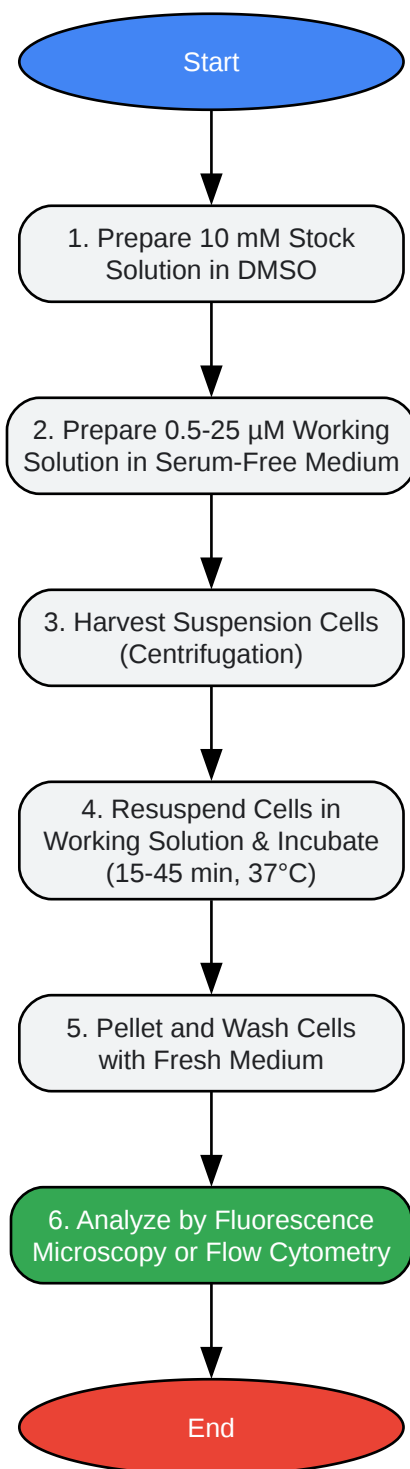 Start
1. Prepare 10 mM Stock
Solution in DMSO
2. Prepare 0.5-25 µM Working
Solution in Serum-Free Medium
3. Harvest Suspension Cells
(Centrifugation)
4. Resuspend Cells in
Working Solution & Incubate
(15-45 min, 37°C)
5. Pellet and Wash Cells
with Fresh Medium
6. Analyze by Fluorescence
Microscopy or Flow Cytometry
End